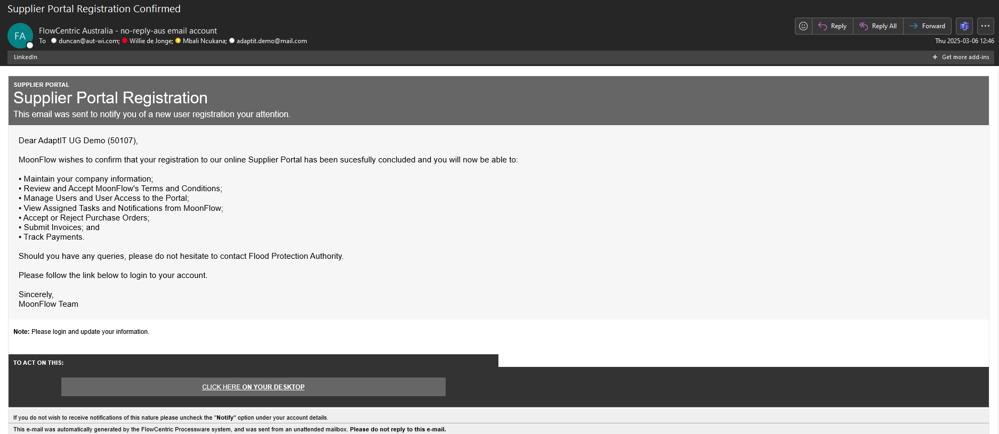 Supplier Portal Registration Confirmed
FA
FlowCentric Australia - no-reply-aus email account
To duncan@aut-wi.com; Willie de Jonge; Mbali Ncukana; adaptit.demo@mail.com
Reply
Reply All
Forward
Thu 2025-03-06 12:46
LinkedIn
+ Get more add-ins
SUPPLIER PORTAL
Supplier Portal Registration
This email was sent to notify you of a new user registration your attention.
Dear AdaptIT UG Demo (50107),
MoonFlow wishes to confirm that your registration to our online Supplier Portal has been sucesfully concluded and you will now be able to:
• Maintain your company information;
• Review and Accept MoonFlow's Terms and Conditions;
• Manage Users and User Access to the Portal;
• View Assigned Tasks and Notifications from MoonFlow;
• Accept or Reject Purchase Orders;
• Submit Invoices; and
• Track Payments.
Should you have any queries, please do not hesitate to contact Flood Protection Authority.
Please follow the link below to login to your account.
Sincerely,
MoonFlow Team
Note: Please login and update your information.
TO ACT ON THIS:
CLICK HERE ON YOUR DESKTOP
If you do not wish to receive notifications of this nature please uncheck the "Notify" option under your account details.
This e-mail was automatically generated by the FlowCentric Processware system, and was sent from an unattended mailbox. Please do not reply to this e-mail.